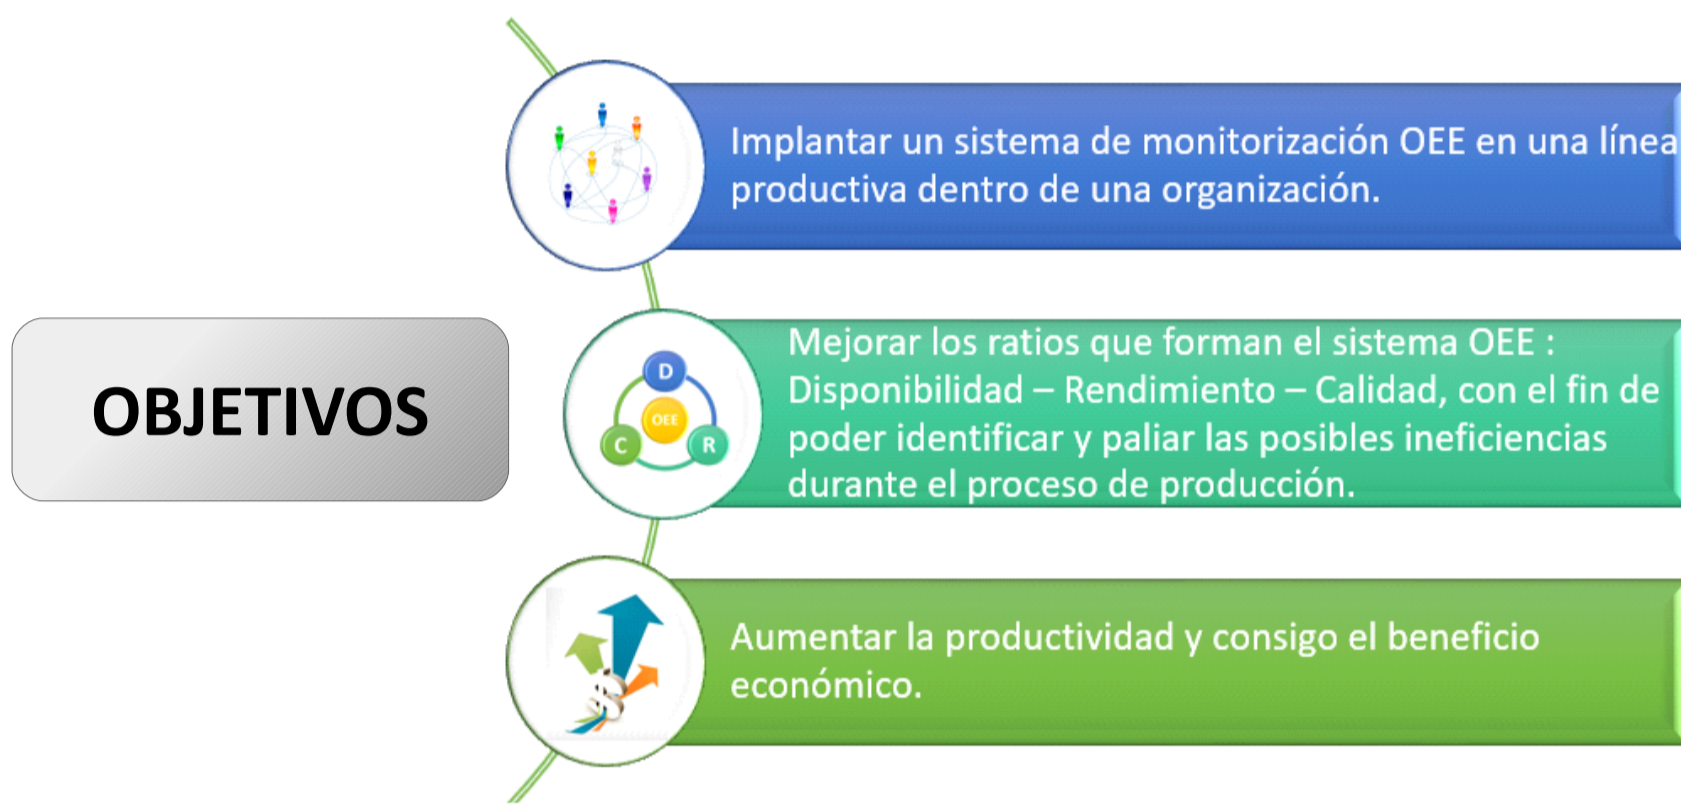 OBJETIVOS
Implantar un sistema de monitorización OEE en una línea
productiva dentro de una organización.
D
OEE
C
R
Mejorar los ratios que forman el sistema OEE :
Disponibilidad – Rendimiento – Calidad, con el fin de
poder identificar y paliar las posibles ineficiencias
durante el proceso de producción.
$
Aumentar la productividad y consigo el beneficio
económico.